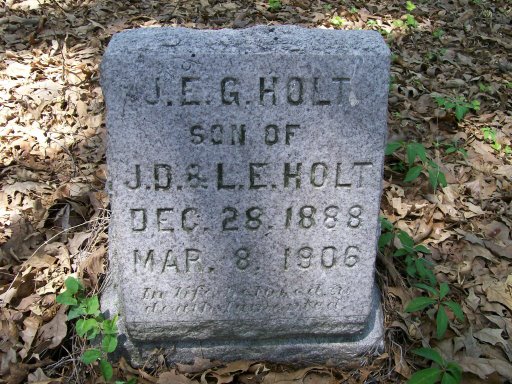 J.E.G. HOLT
SON OF
J.D. & L.E. HOLT
DEC. 28. 1888
MAR. 8. 1906
In life
death